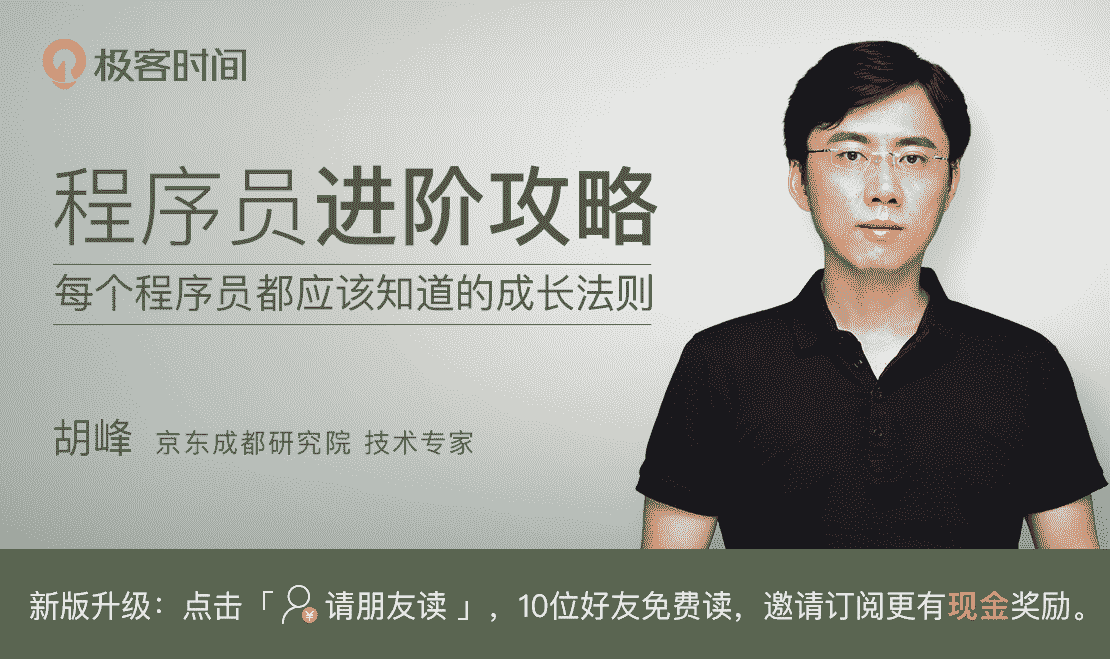 极客时间
程序员进阶攻略
每个程序员都应该知道的成长法则
胡峰 京东成都研究院 技术专家
新版升级：点击「 请朋友读 」，10位好友免费读，邀请订阅更有现金奖励。